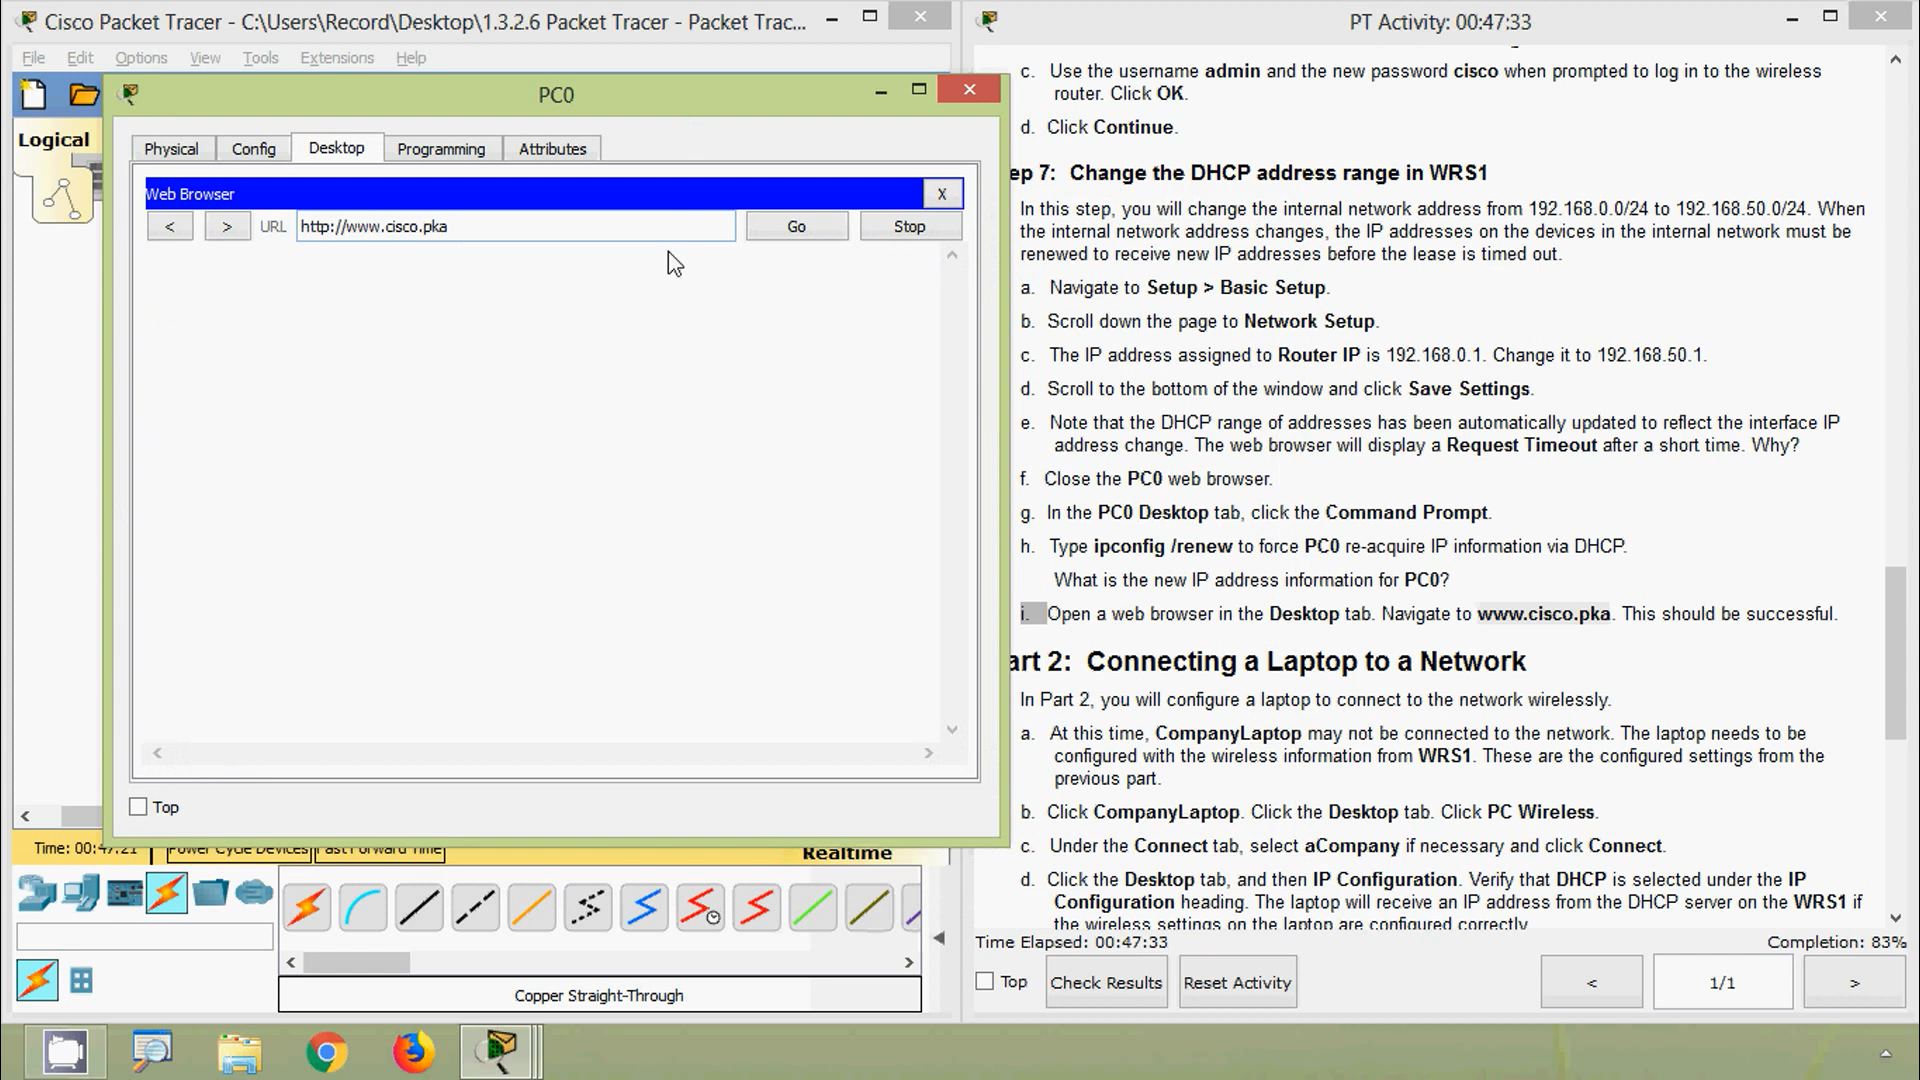 Cisco Packet Tracer - C:\Users\Record\Desktop\1.3.2.6 Packet Tracer - Packet Trac...
File Edit Options View Tools Extensions Help
Logical
PC0
Physical Config Desktop Programming Attributes
Web Browser X
< > URL http://www.cisco.pka Go Stop
Top
Time: 00:47:21 Power Cycle Devices Fast Forward Time Realtime
Copper Straight-Through
PT Activity: 00:47:33
c. Use the username admin and the new password cisco when prompted to log in to the wireless
router. Click OK.
d. Click Continue.
ep 7: Change the DHCP address range in WRS1
In this step, you will change the internal network address from 192.168.0.0/24 to 192.168.50.0/24. When
the internal network address changes, the IP addresses on the devices in the internal network must be
renewed to receive new IP addresses before the lease is timed out.
a. Navigate to Setup > Basic Setup.
b. Scroll down the page to Network Setup.
c. The IP address assigned to Router IP is 192.168.0.1. Change it to 192.168.50.1.
d. Scroll to the bottom of the window and click Save Settings.
e. Note that the DHCP range of addresses has been automatically updated to reflect the interface IP
address change. The web browser will display a Request Timeout after a short time. Why?
f. Close the PC0 web browser.
g. In the PC0 Desktop tab, click the Command Prompt.
h. Type ipconfig /renew to force PC0 re-acquire IP information via DHCP.
What is the new IP address information for PC0?
i. Open a web browser in the Desktop tab. Navigate to www.cisco.pka. This should be successful.
art 2: Connecting a Laptop to a Network
In Part 2, you will configure a laptop to connect to the network wirelessly.
a. At this time, CompanyLaptop may not be connected to the network. The laptop needs to be
configured with the wireless information from WRS1. These are the configured settings from the
previous part.
b. Click CompanyLaptop. Click the Desktop tab. Click PC Wireless.
c. Under the Connect tab, select aCompany if necessary and click Connect.
d. Click the Desktop tab, and then IP Configuration. Verify that DHCP is selected under the IP
Configuration heading. The laptop will receive an IP address from the DHCP server on the WRS1 if
the wireless settings on the laptop are configured correctly
Time Elapsed: 00:47:33 Completion: 83%
Top Check Results Reset Activity < 1/1 >